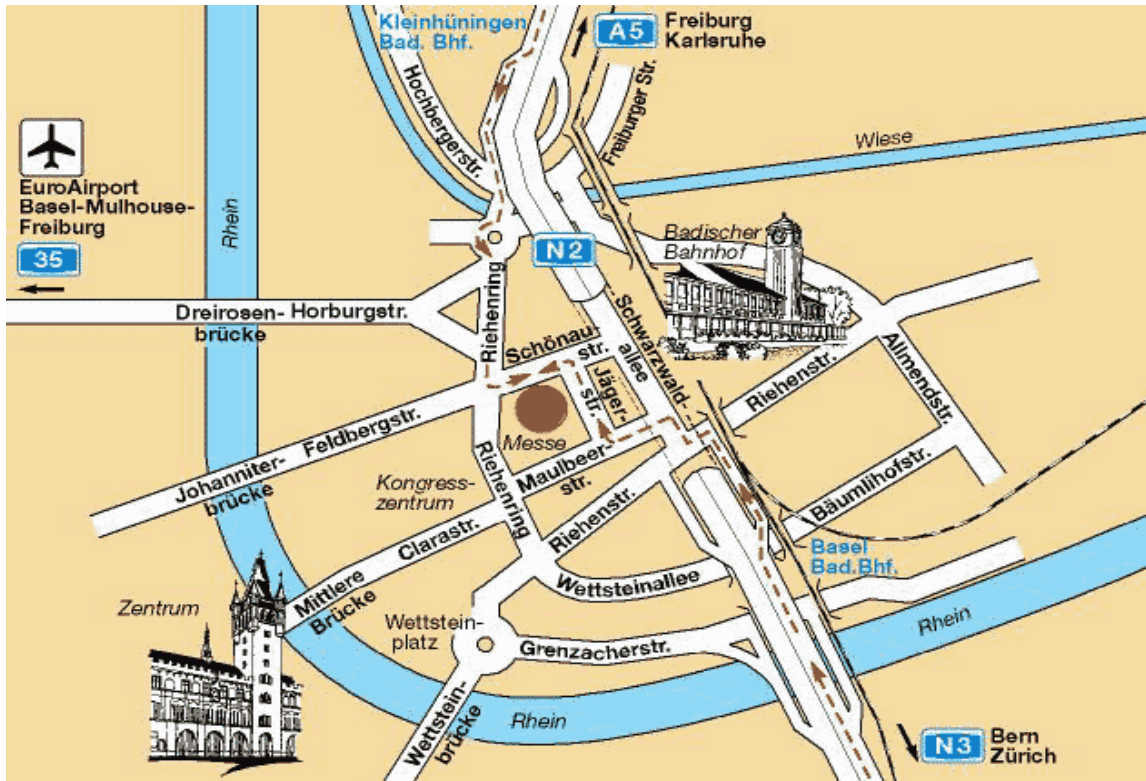 Kleinhüningen
Bad. Bhf.
A5
Freiburg
Karlsruhe
Hochbergerstr.
Freiburger Str.
Wiese
EuroAirport
Basel-Mulhouse-
Freiburg
35
Rhein
N2
Badischer
Bahnhof
Dreirosen-
brücke
Horburgstr.
Riehenring
Schönau-
str.
Schwarzwald-
allee
Jäger-
str.
Riehenstr.
Allmendstr.
Johanniter-
brücke
Feldbergstr.
Messe
Maulbeer-
str.
Riehenring
Kongress-
zentrum
Clarastr.
Riehenstr.
Bäumlihofstr.
Basel
Bad.Bhf.
Mittlere
Brücke
Wettsteinallee
Zentrum
Wettstein-
platz
Grenzacherstr.
Rhein
Wettstein-
brücke
Rhein
N3
Bern
Zürich